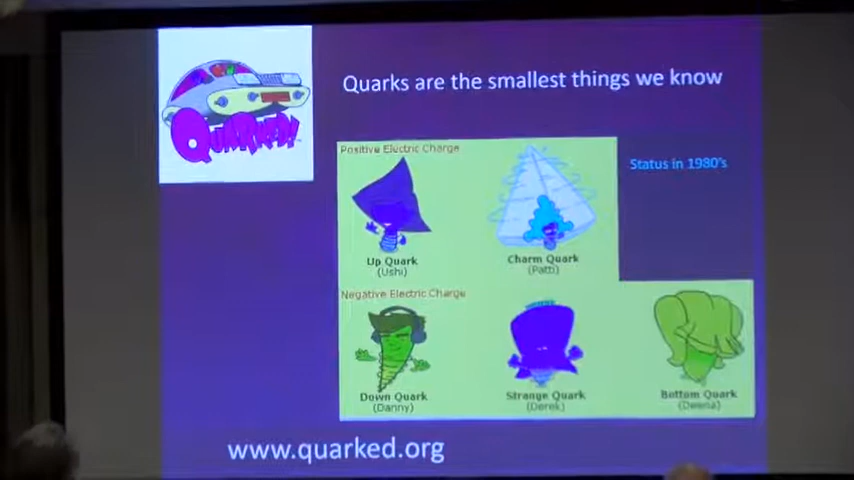 Quarks are the smallest things we know
QUARKED!
Positive Electric Charge
Status in 1980's
Up Quark
(Ushi)
Charm Quark
(Patti)
Negative Electric Charge
Down Quark
(Danny)
Strange Quark
(Derek)
Bottom Quark
(Deena)
www.quarked.org